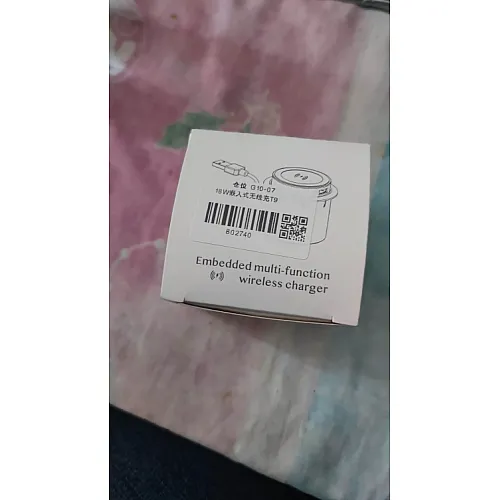 仓位 G10-07
18W嵌入式无线充T9
602740
Embedded multi-function
wireless charger